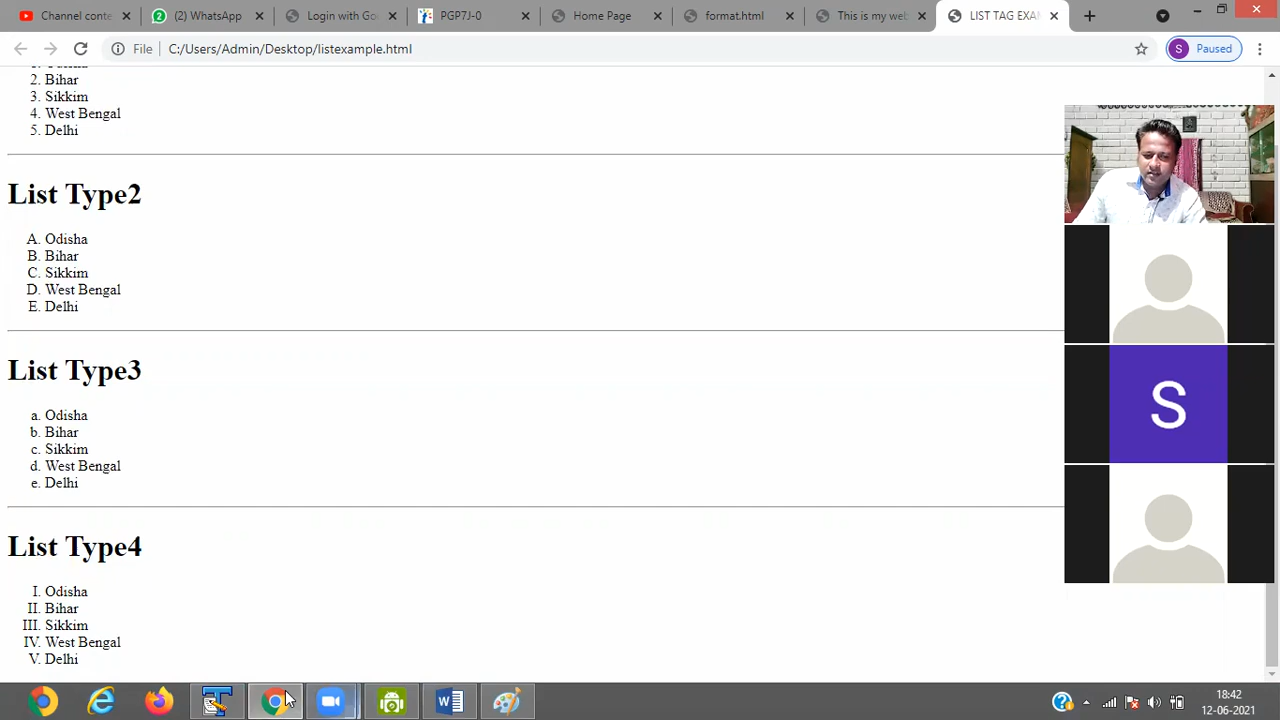 Channel conte
(2) WhatsApp
Login with Goo
PGPJ-0
Home Page
format.html
This is my web
LIST TAG EXAM
File
C:/Users/Admin/Desktop/listexample.html
S
Paused
2. Bihar
3. Sikkim
4. West Bengal
5. Delhi
List Type2
A. Odisha
B. Bihar
C. Sikkim
D. West Bengal
E. Delhi
List Type3
a. Odisha
b. Bihar
c. Sikkim
d. West Bengal
e. Delhi
S
List Type4
I. Odisha
II. Bihar
III. Sikkim
IV. West Bengal
V. Delhi
18:42
12-06-2021